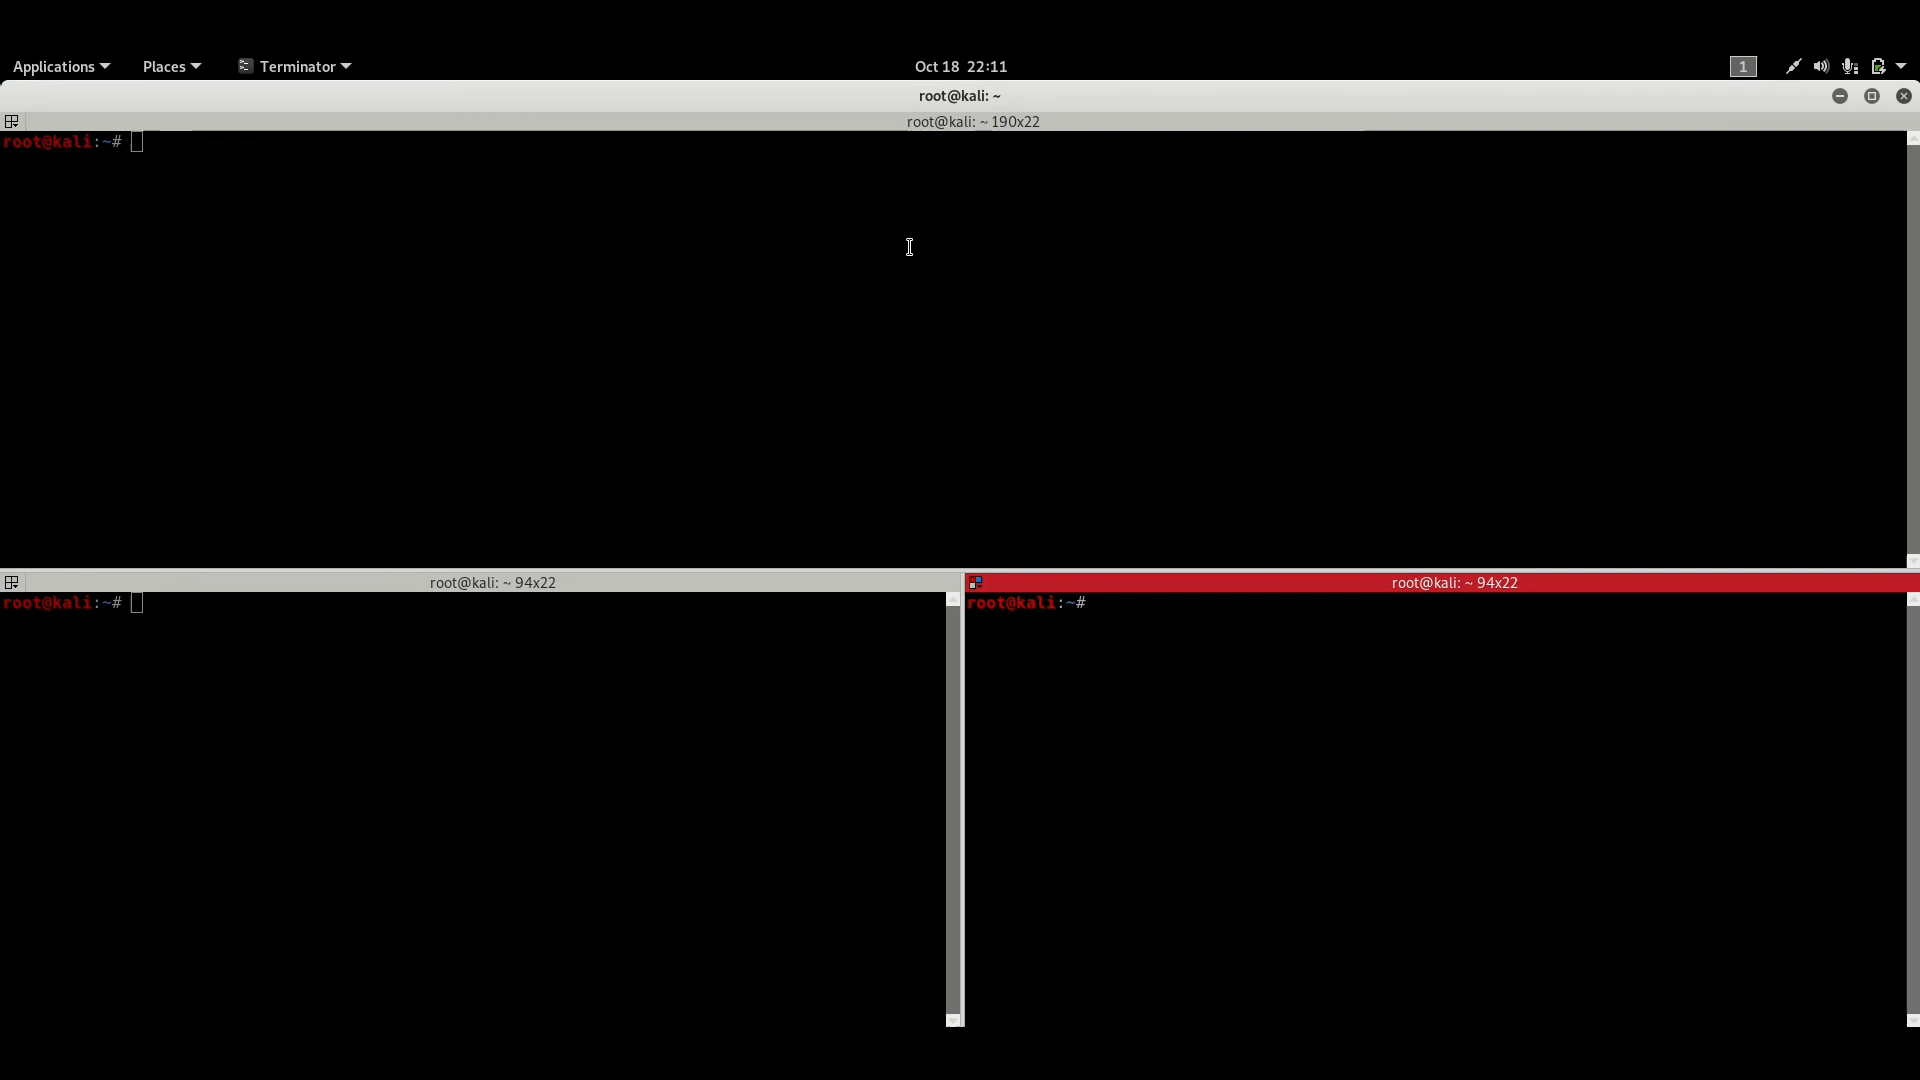 Applications Places Terminator Oct 18 22:11 1
root@kali: ~
root@kali: ~ 190x22
root@kali:~#
root@kali: ~ 94x22
root@kali:~#
root@kali: ~ 94x22
root@kali:~#